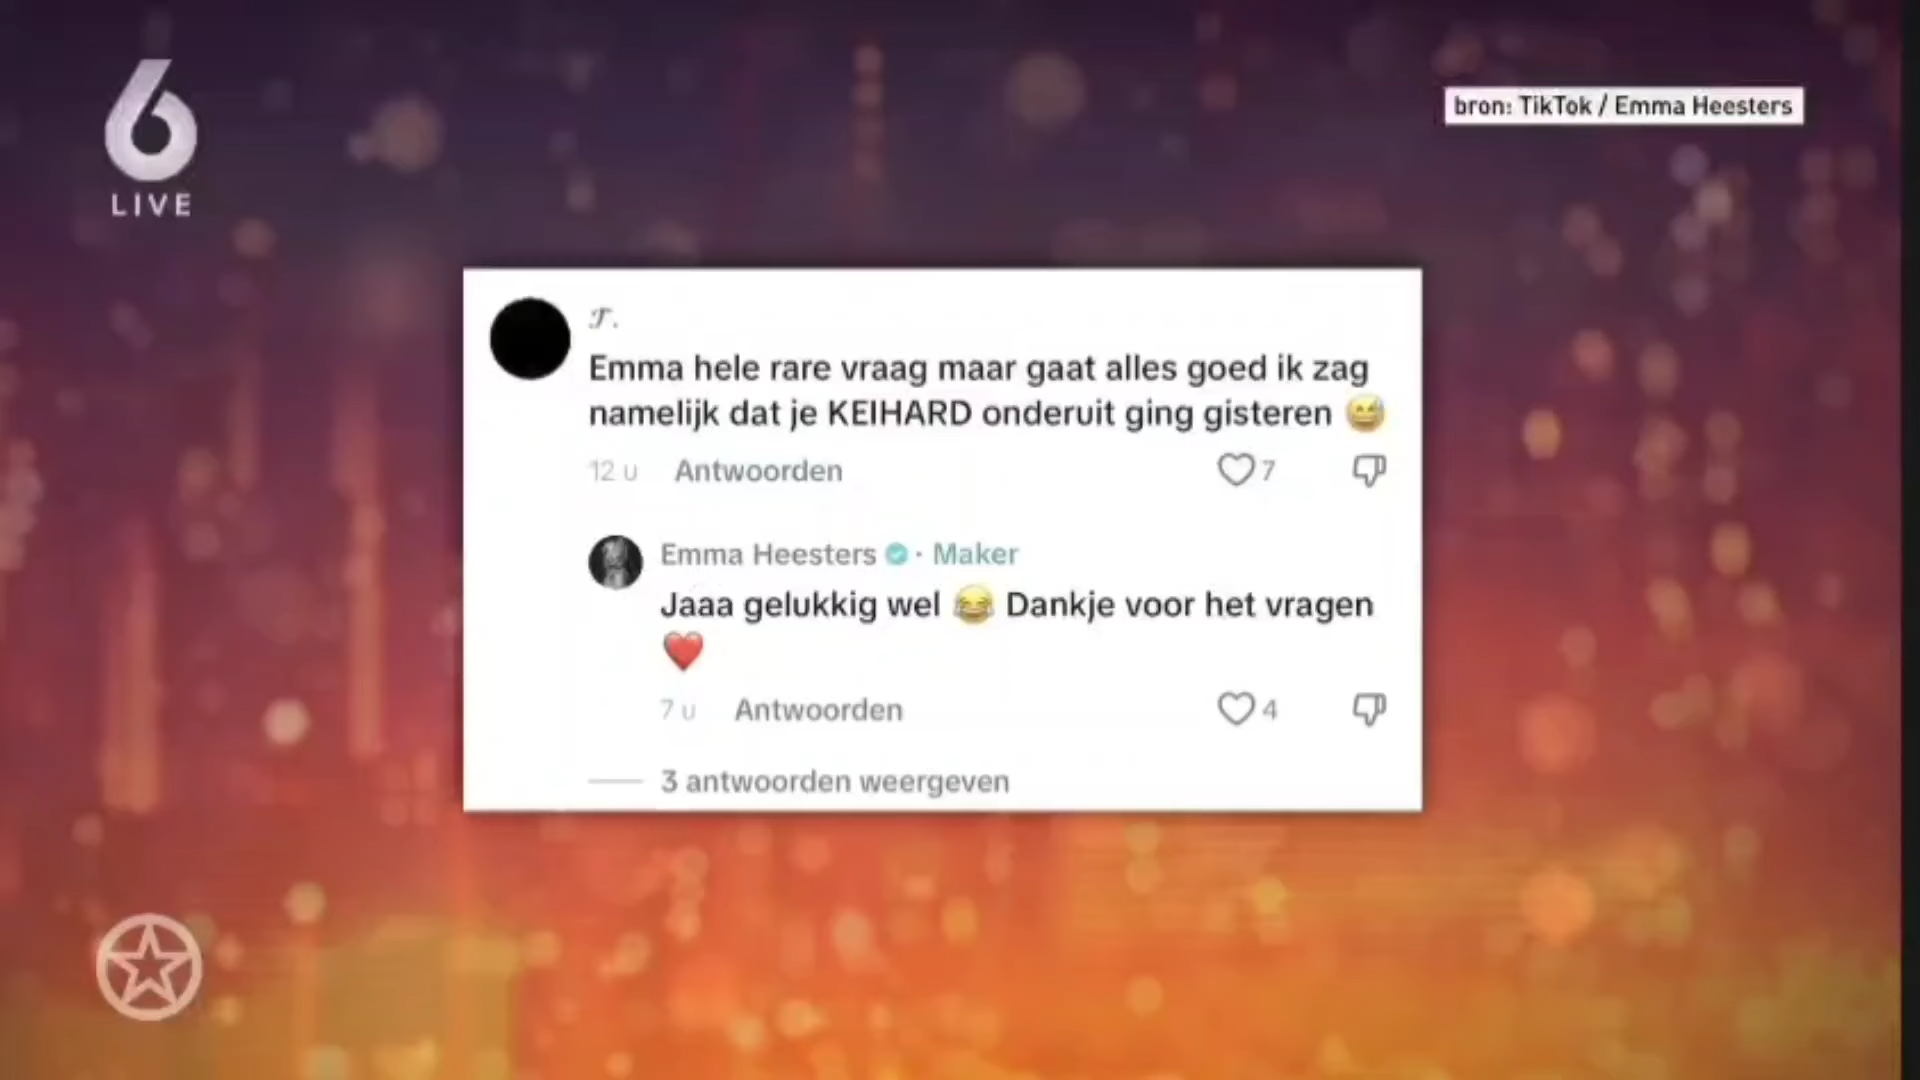 6
LIVE
bron: TikTok / Emma Heesters
𝒯.
Emma hele rare vraag maar gaat alles goed ik zag
namelijk dat je KEIHARD onderuit ging gisteren 😅
12 u Antwoorden 7
Emma Heesters · Maker
Jaaa gelukkig wel 😂 Dankje voor het vragen
❤️
7 u Antwoorden 4
3 antwoorden weergeven